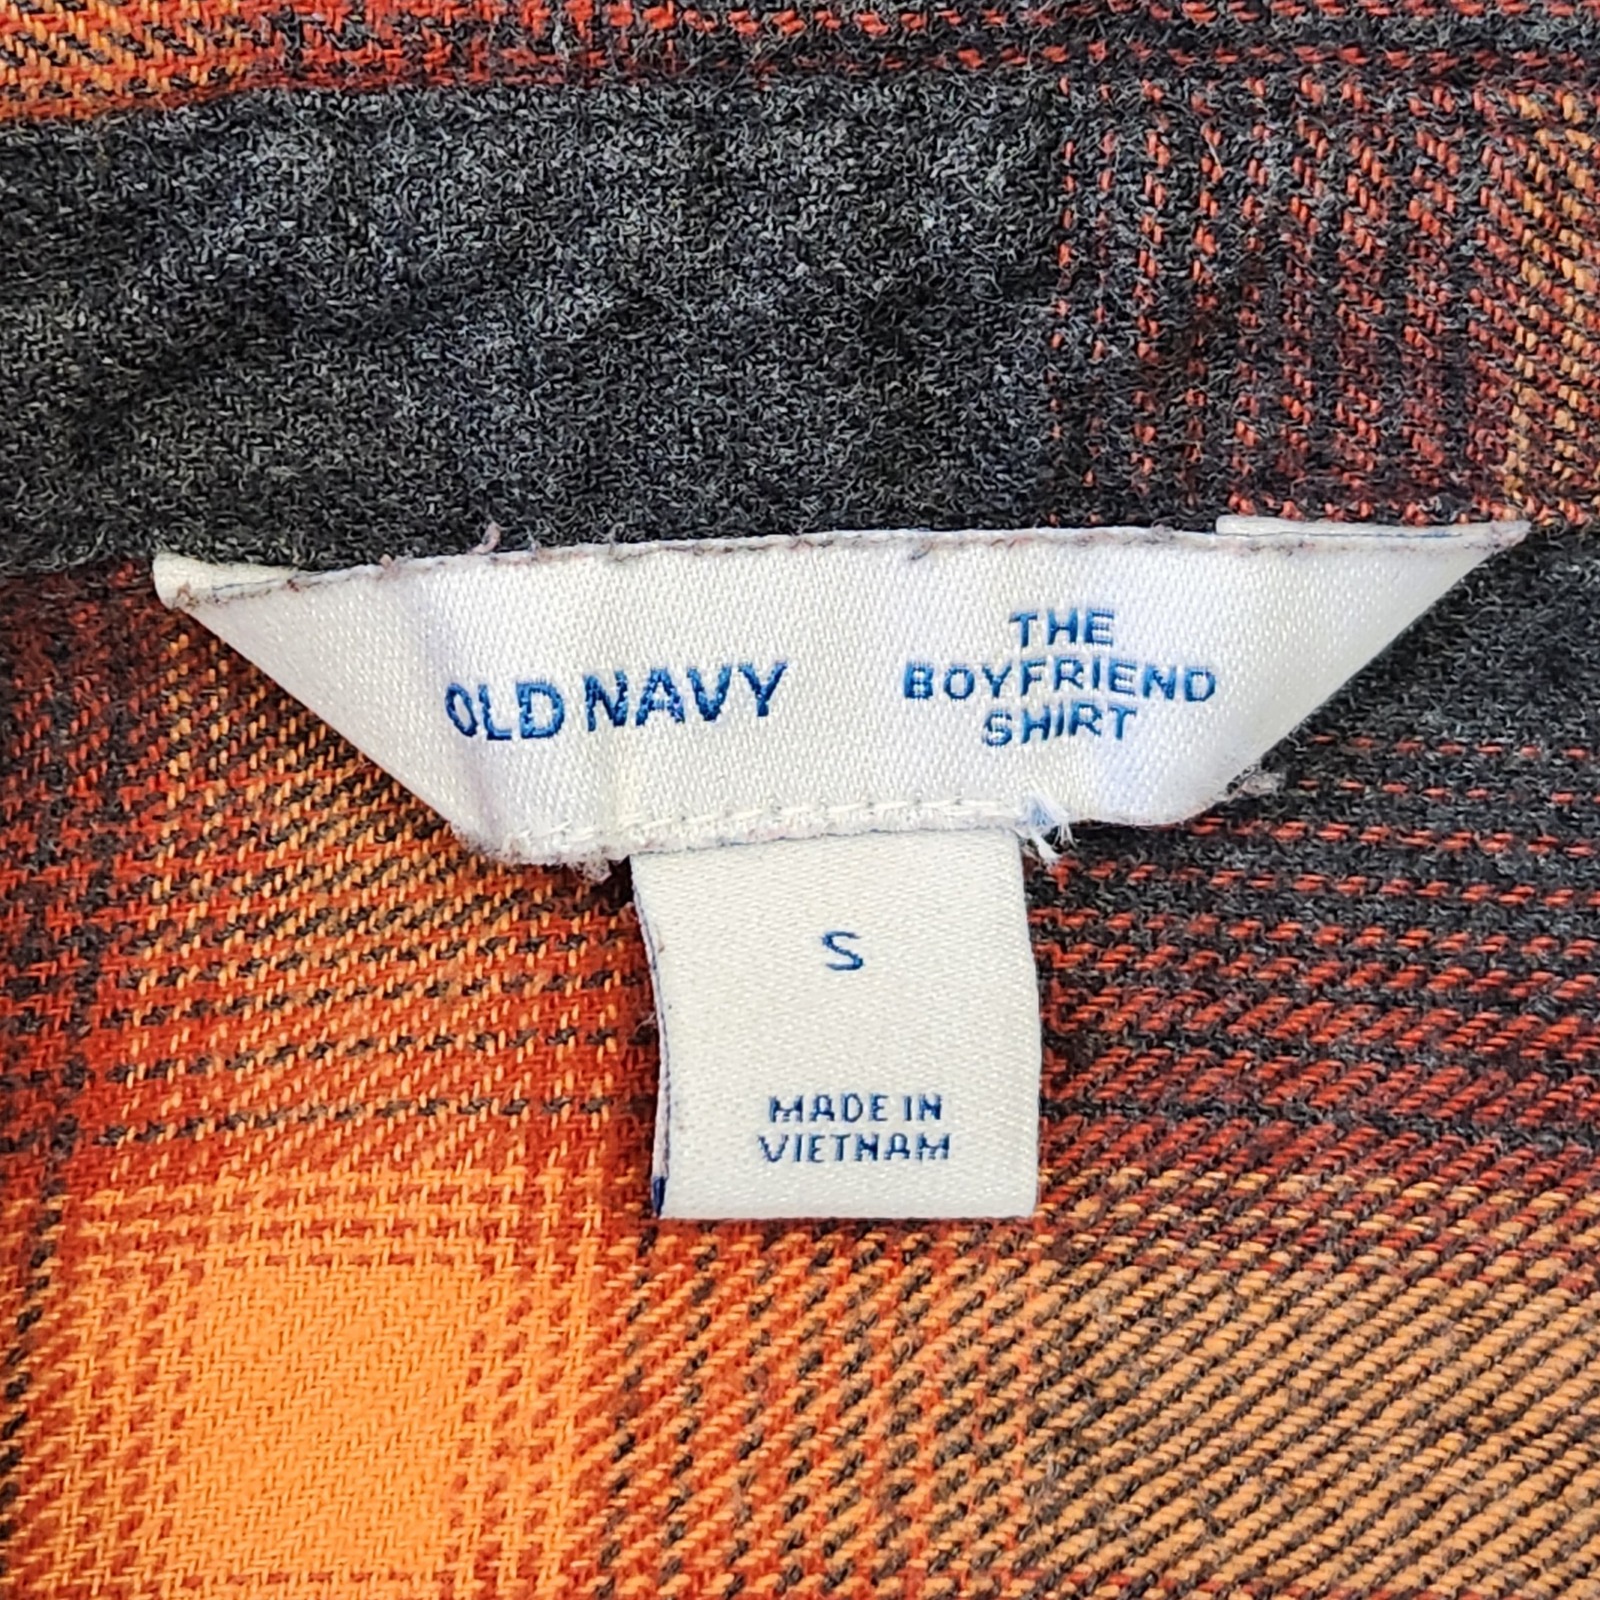 OLD NAVY
THE
BOYFRIEND
SHIRT
S
MADE IN
VIETNAM